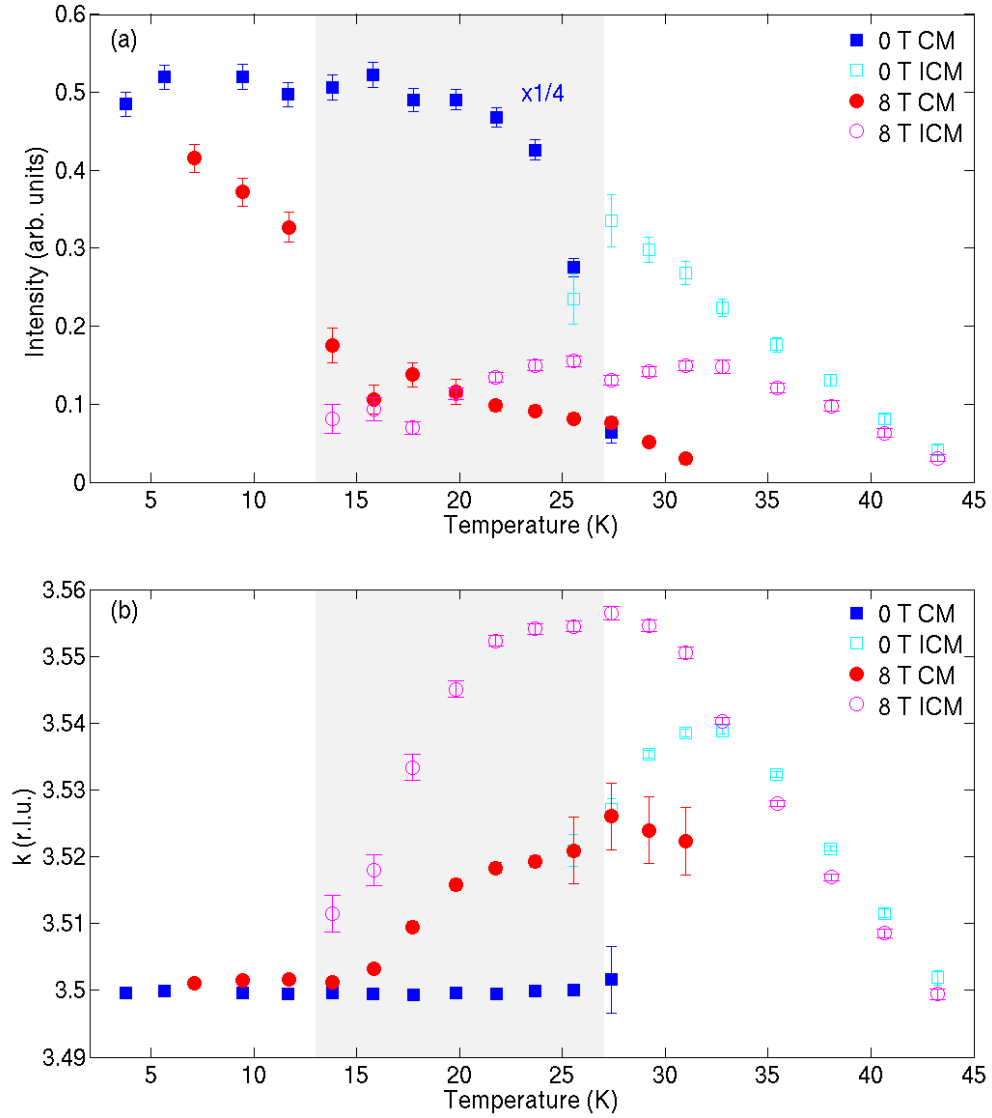 (a)
0.6
0.5
0.4
0.3
0.2
0.1
0
Intensity (arb. units)
x1/4
0 T CM
0 T ICM
8 T CM
8 T ICM
5 10 15 20 25 30 35 40 45
Temperature (K)
(b)
3.56
3.55
3.54
3.53
3.52
3.51
3.5
3.49
k (r.l.u.)
0 T CM
0 T ICM
8 T CM
8 T ICM
5 10 15 20 25 30 35 40 45
Temperature (K)